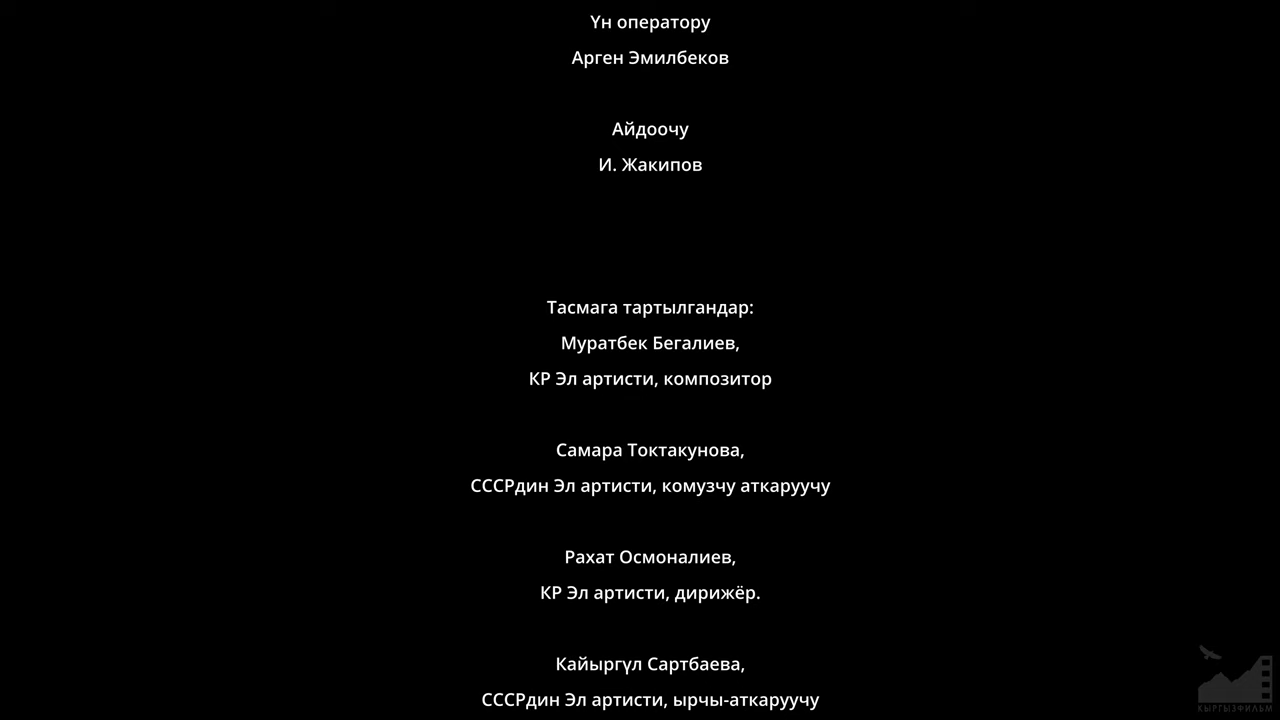 Үн оператору
Арген Эмилбеков
Айдоочу
И. Жакипов
Тасмага тартылгандар:
Муратбек Бегалиев,
КР Эл артисти, композитор
Самара Токтакунова,
СССРдин Эл артисти, комузчу аткаруучу
Рахат Осмоналиев,
КР Эл артисти, дирижёр.
Кайыргүл Сартбаева,
СССРдин Эл артисти, ырчы-аткаруучу
КЫРГЫЗФИЛЬМ